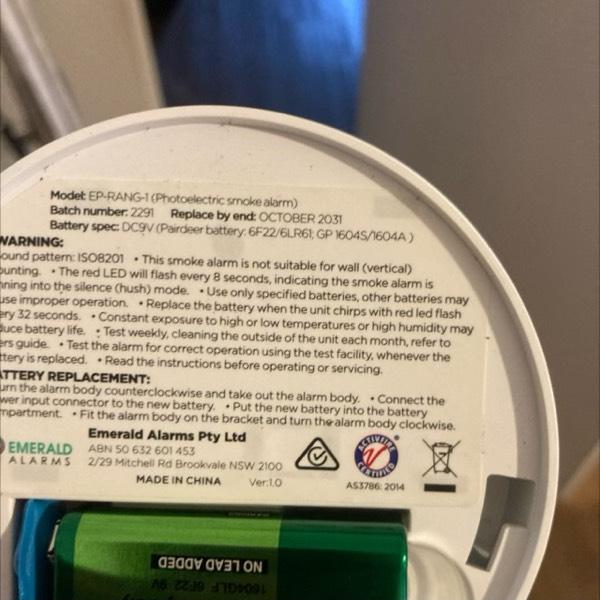 Model: EP-RANG-1 (Photoelectric smoke alarm)
Batch number: 2291 Replace by end: OCTOBER 2031
Battery spec: DC9V (Pairdeer battery: 6F22/6LR61; GP 1604S/1604A )
WARNING:
ound pattern: ISO8201 • This smoke alarm is not suitable for wall (vertical)
ounting. • The red LED will flash every 8 seconds, indicating the smoke alarm is
nning into the silence (hush) mode. • Use only specified batteries, other batteries may
use improper operation. • Replace the battery when the unit chirps with red led flash
ery 32 seconds. • Constant exposure to high or low temperatures or high humidity may
duce battery life. • Test weekly, cleaning the outside of the unit each month, refer to
ers guide. • Test the alarm for correct operation using the test facility, whenever the
ttery is replaced. • Read the instructions before operating or servicing.
ATTERY REPLACEMENT:
urn the alarm body counterclockwise and take out the alarm body. • Connect the
wer input connector to the new battery. • Put the new battery into the battery
mpartment. • Fit the alarm body on the bracket and turn the alarm body clockwise.
Emerald Alarms Pty Ltd
EMERALD
ALARMS
ABN 50 632 601 453
2/29 Mitchell Rd Brookvale NSW 2100
MADE IN CHINA Ver:1.0
ACTIVFIRE
CERTIFIED
AS3786: 2014
NO LEAD ADDED
1604GLF 6F22 9V